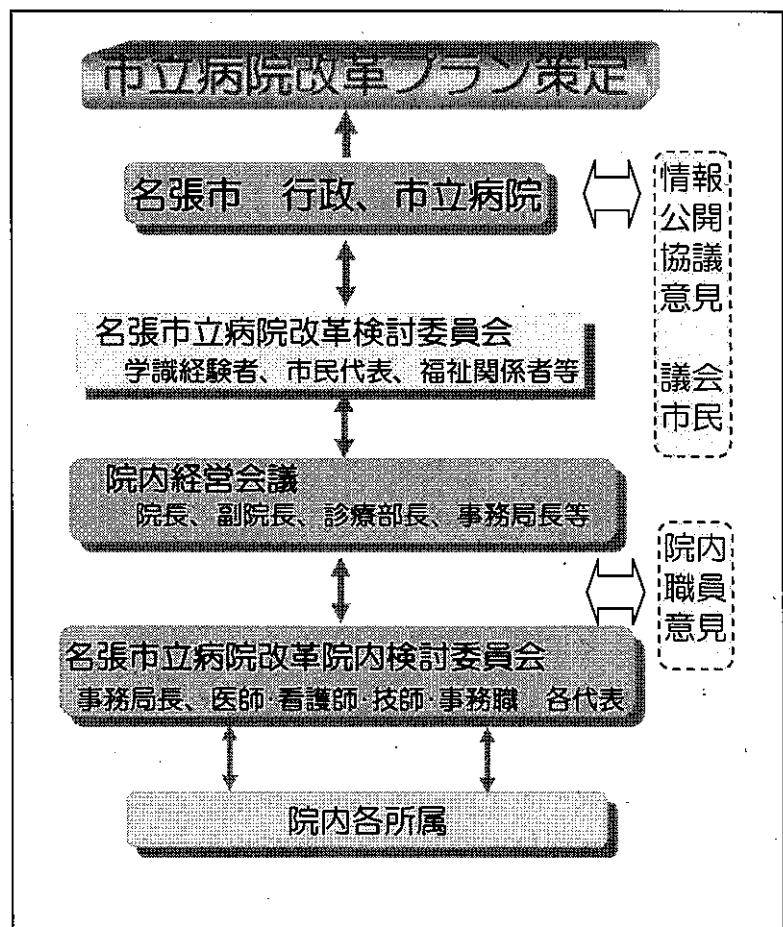 市立病院改革プラン策定
名張市　行政、市立病院
情報
公開
協議
意見
議会
市民
名張市立病院改革検討委員会
学識経験者、市民代表、福祉関係者等
院内経営会議
院長、副院長、診療部長、事務局長等
院内
職員
意見
名張市立病院改革院内検討委員会
事務局長、医師・看護師・技師・事務職　各代表
院内各所属